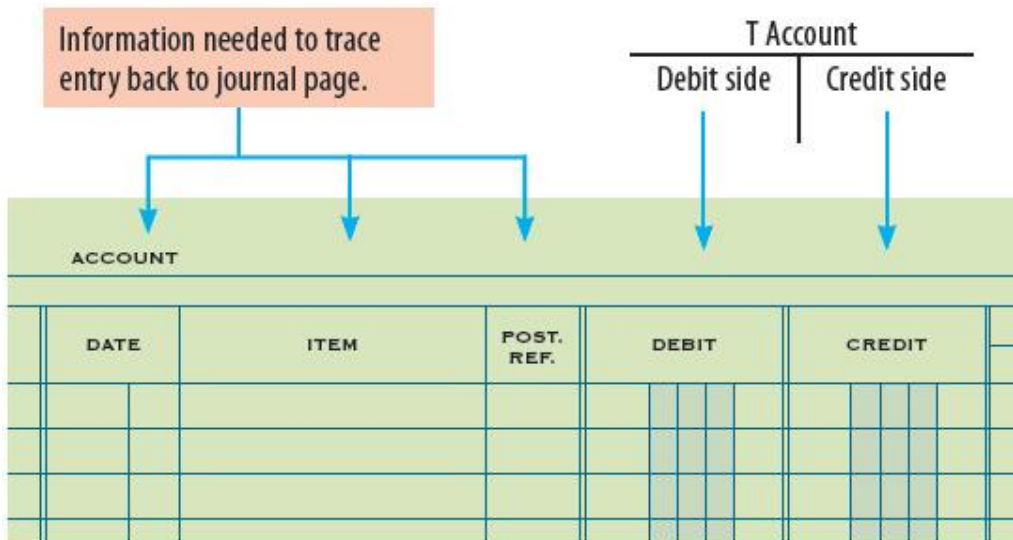 Information needed to trace
entry back to journal page.
T Account
Debit side Credit side
ACCOUNT
DATE ITEM POST. REF. DEBIT CREDIT